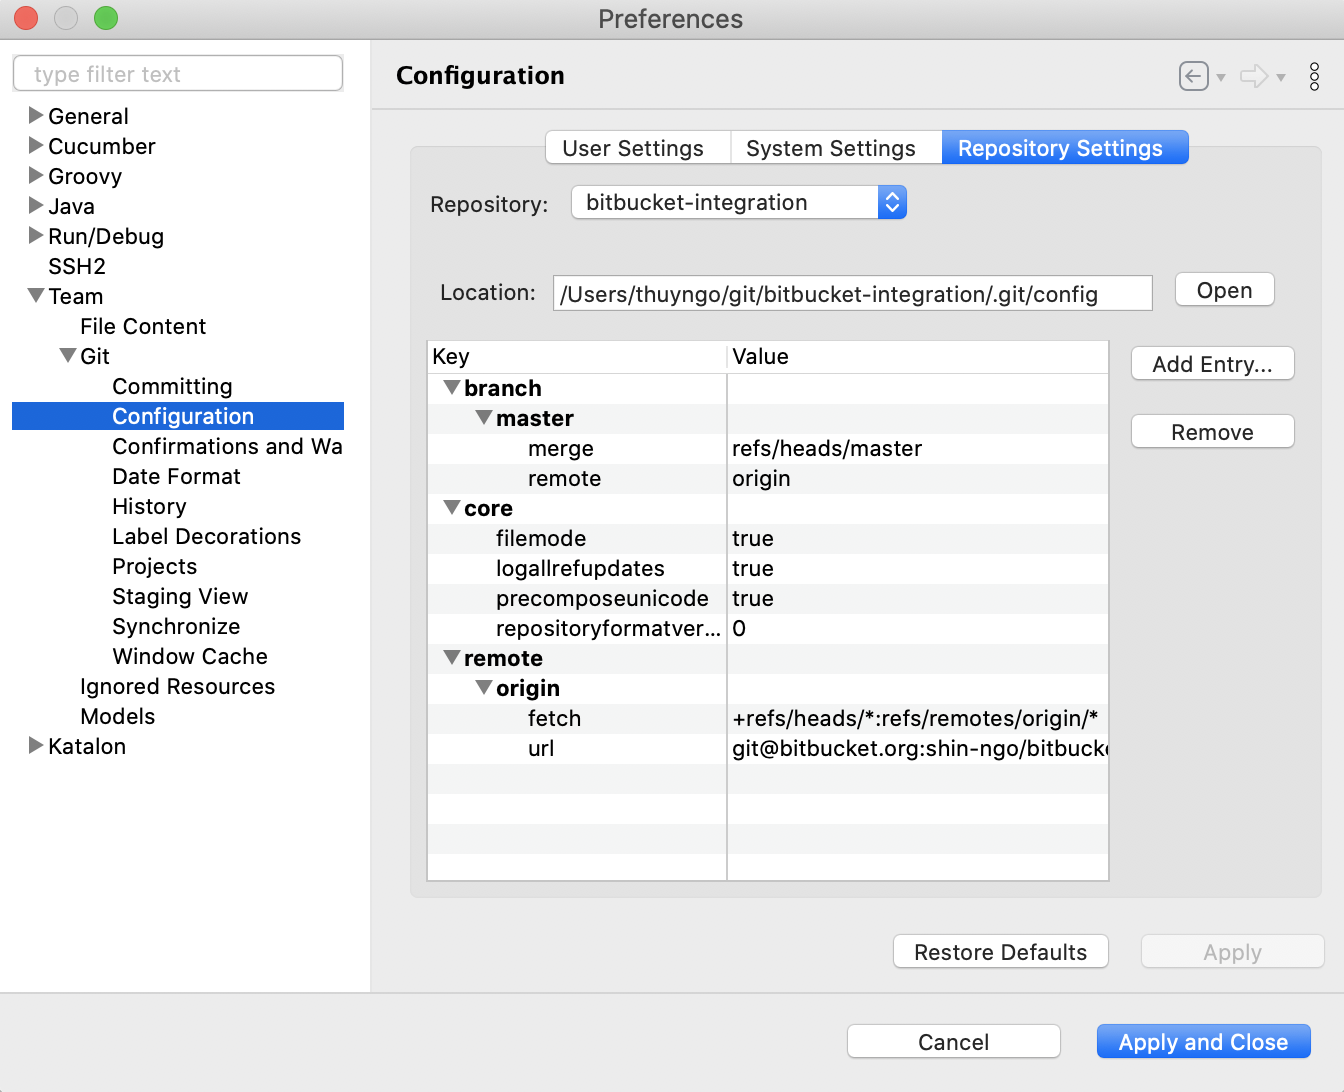 Preferences
type filter text
General
Cucumber
Groovy
Java
Run/Debug
SSH2
Team
File Content
Git
Committing
Configuration
Confirmations and Wa
Date Format
History
Label Decorations
Projects
Staging View
Synchronize
Window Cache
Ignored Resources
Models
Katalon
Configuration
User Settings System Settings Repository Settings
Repository: bitbucket-integration
Location: /Users/thuyngo/git/bitbucket-integration/.git/config Open
Key Value
branch
master
merge refs/heads/master
remote origin
core
filemode true
logallrefupdates true
precomposeunicode true
repositoryformatver... 0
remote
origin
fetch +refs/heads/*:refs/remotes/origin/*
url git@bitbucket.org:shin-ngo/bitbucke
Add Entry...
Remove
Restore Defaults Apply
Cancel Apply and Close